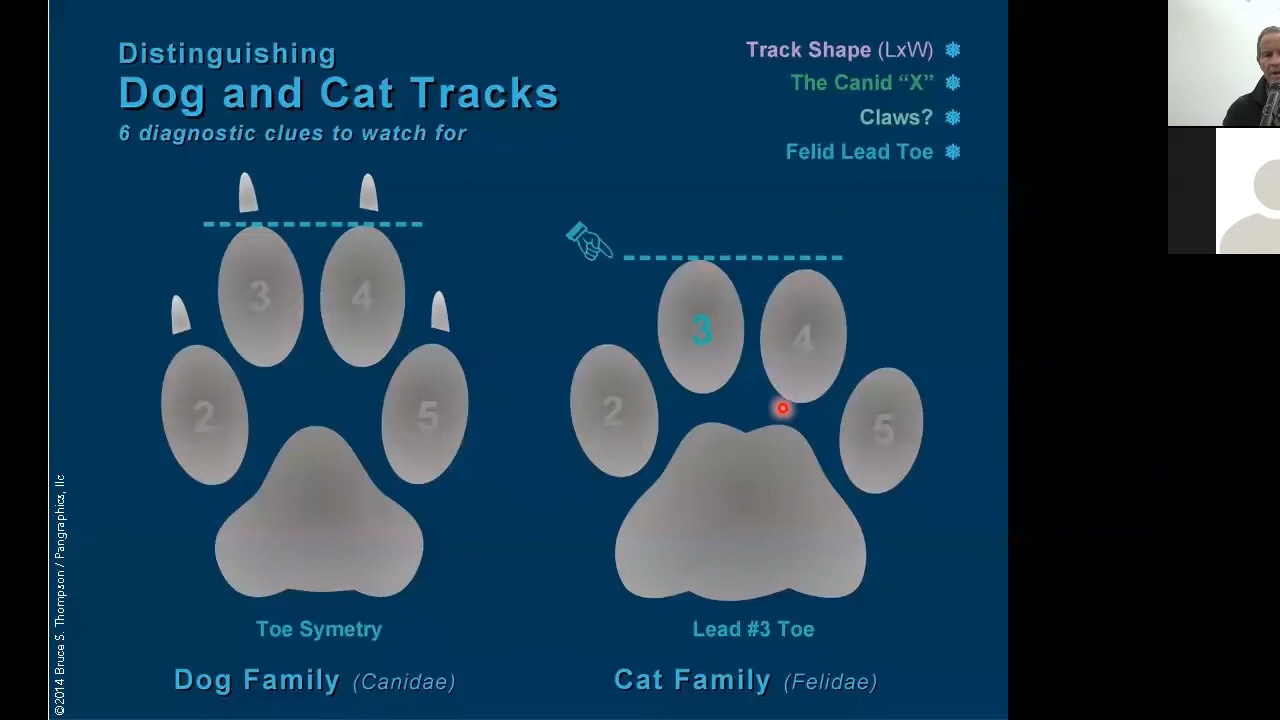 Distinguishing
Dog and Cat Tracks
6 diagnostic clues to watch for
Track Shape (LxW)
The Canid “X”
Claws?
Felid Lead Toe
3 4
2 5
3 4
2 5
Toe Symetry
Lead #3 Toe
Dog Family (Canidae)
Cat Family (Felidae)
©2014 Bruce S. Thompson / Pangraphics, llc